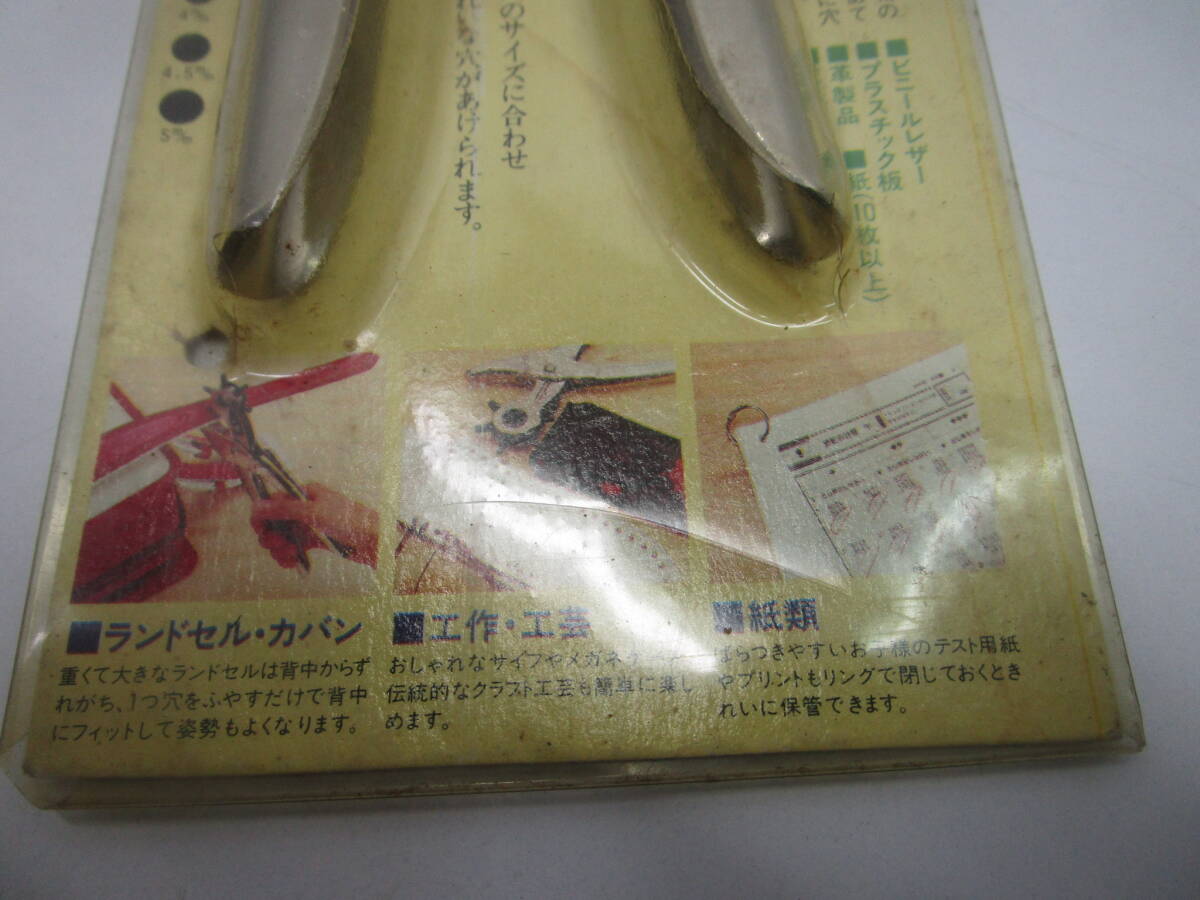 4‰
4.5‰
5‰
のサイズに合わせ
れいな穴があけられます。
■ビニールレザー
■プラスチック板
■革製品 ■紙(10枚以上)
■ランドセル・カバン
重くて大きなランドセルは背中からず
れがち、1つ穴をふやすだけで背中
にフィットして姿勢もよくなります。
■工作・工芸
おしゃれなサイフやメガネケース
伝統的なクラフト工芸も簡単に楽し
めます。
■紙類
ばらつきやすいお子様のテスト用紙
やプリントもリングで閉じておくとき
れいに保管できます。